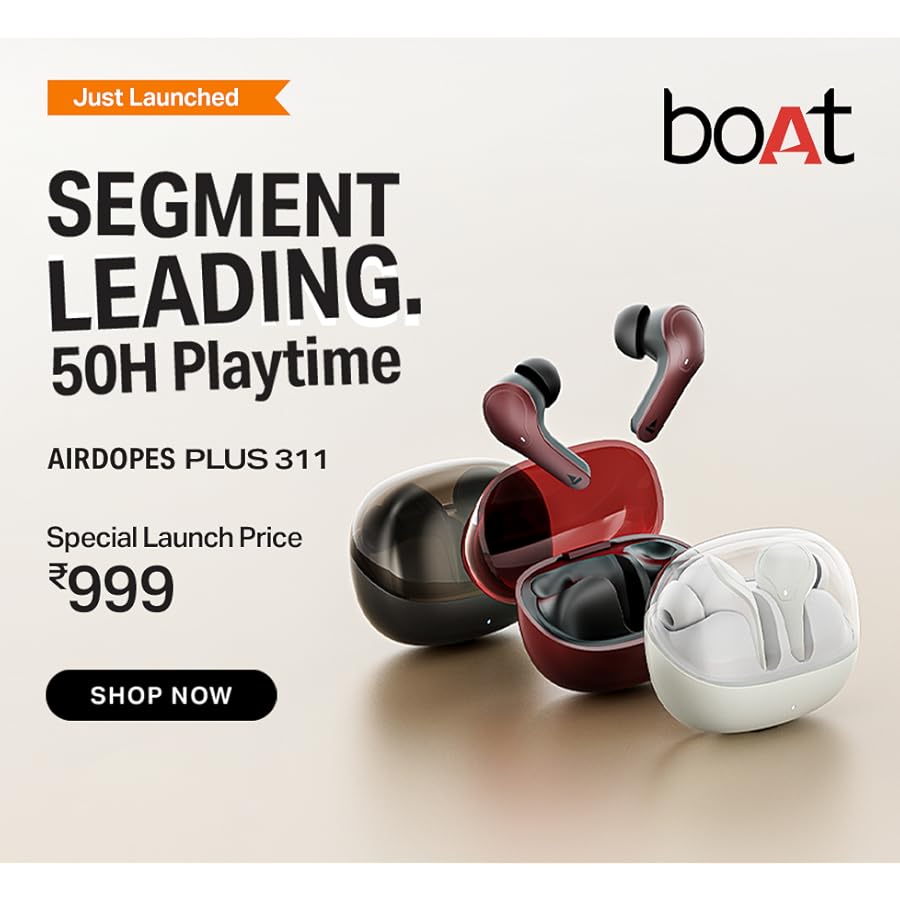 Just Launched
boAt
SEGMENT
LEADING.
50H Playtime
AIRDOPES PLUS 311
Special Launch Price
₹999
SHOP NOW